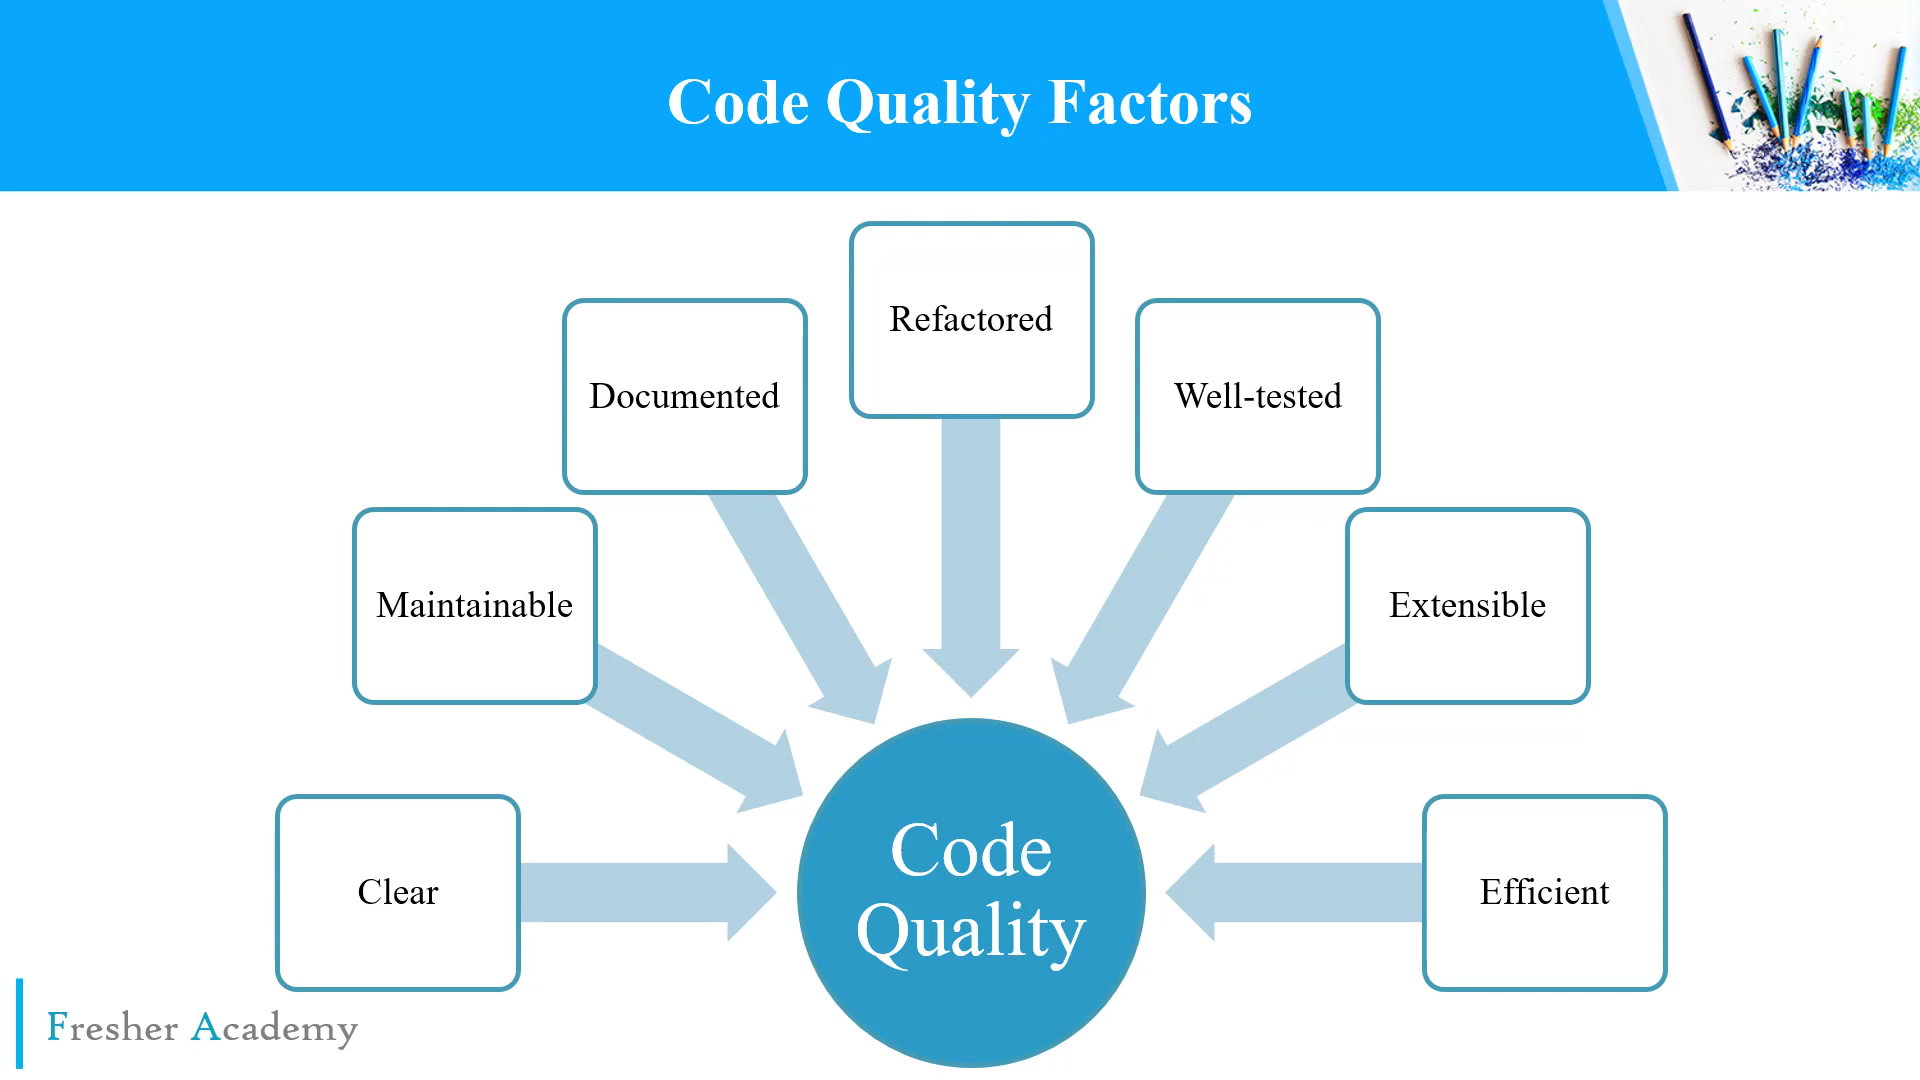 Code Quality Factors
Refactored
Documented
Well-tested
Maintainable
Extensible
Clear
Code
Quality
Efficient
Fresher Academy